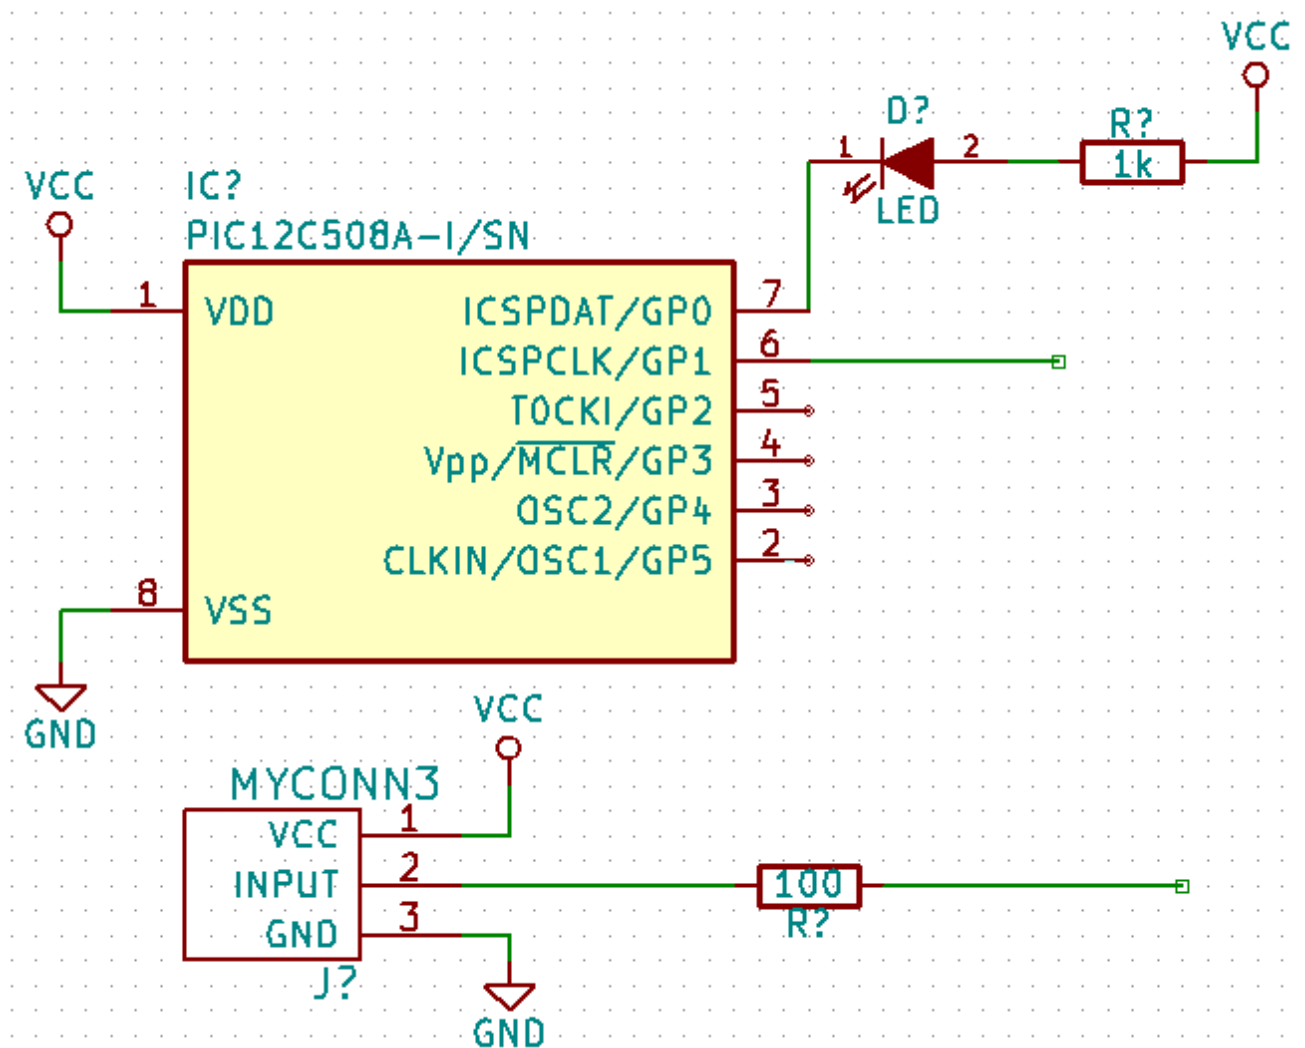 VCC
D?
R?
1
2
1k
LED
VCC
IC?
PIC12C508A-I/SN
1
VDD
ICSPDAT/GP0
7
ICSPCLK/GP1
6
T0CKI/GP2
5
Vpp/MCLR/GP3
4
OSC2/GP4
3
CLKIN/OSC1/GP5
2
8
VSS
GND
VCC
MYCONN3
VCC
1
INPUT
2
100
GND
3
R?
J?
GND